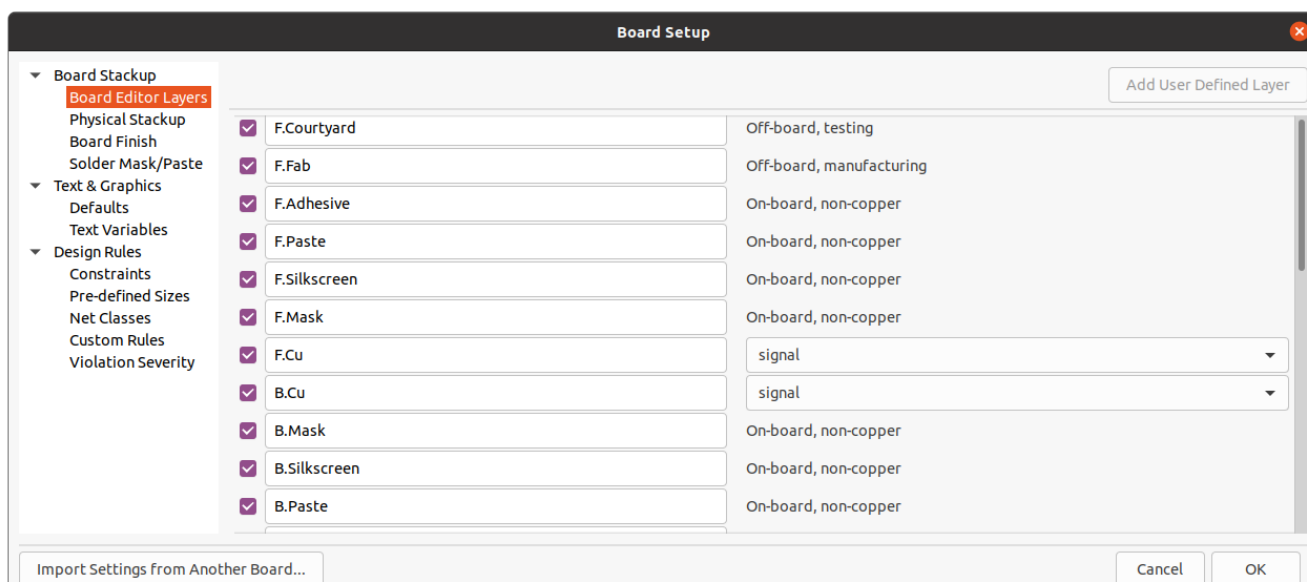 Board Setup
Board Stackup
Board Editor Layers
Physical Stackup
Board Finish
Solder Mask/Paste
Text & Graphics
Defaults
Text Variables
Design Rules
Constraints
Pre-defined Sizes
Net Classes
Custom Rules
Violation Severity
Add User Defined Layer
F.Courtyard Off-board, testing
F.Fab Off-board, manufacturing
F.Adhesive On-board, non-copper
F.Paste On-board, non-copper
F.Silkscreen On-board, non-copper
F.Mask On-board, non-copper
F.Cu signal
B.Cu signal
B.Mask On-board, non-copper
B.Silkscreen On-board, non-copper
B.Paste On-board, non-copper
Import Settings from Another Board... Cancel OK